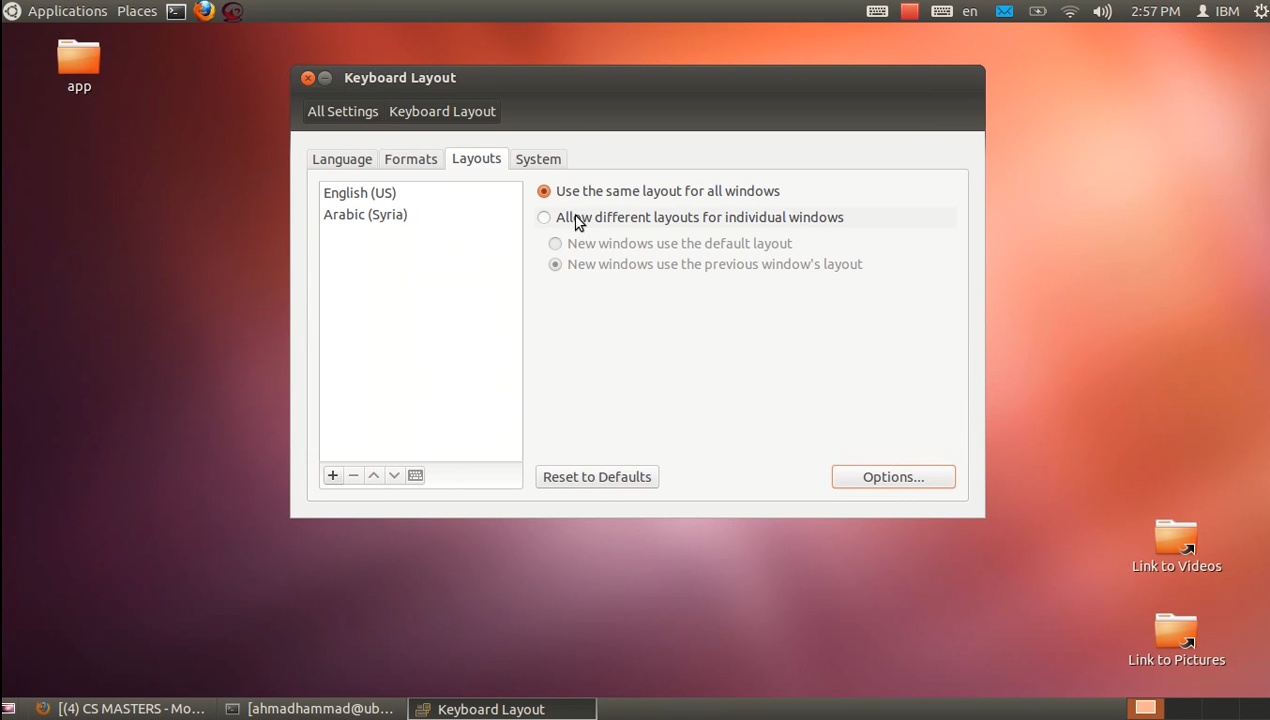 Applications Places en 2:57 PM IBM
app
Keyboard Layout
All Settings Keyboard Layout
Language Formats Layouts System
English (US)
Arabic (Syria)
Use the same layout for all windows
Allow different layouts for individual windows
New windows use the default layout
New windows use the previous window's layout
Reset to Defaults Options...
Link to Videos
Link to Pictures
[(4) CS MASTERS - Mo... [ahmadhammad@ub... Keyboard Layout